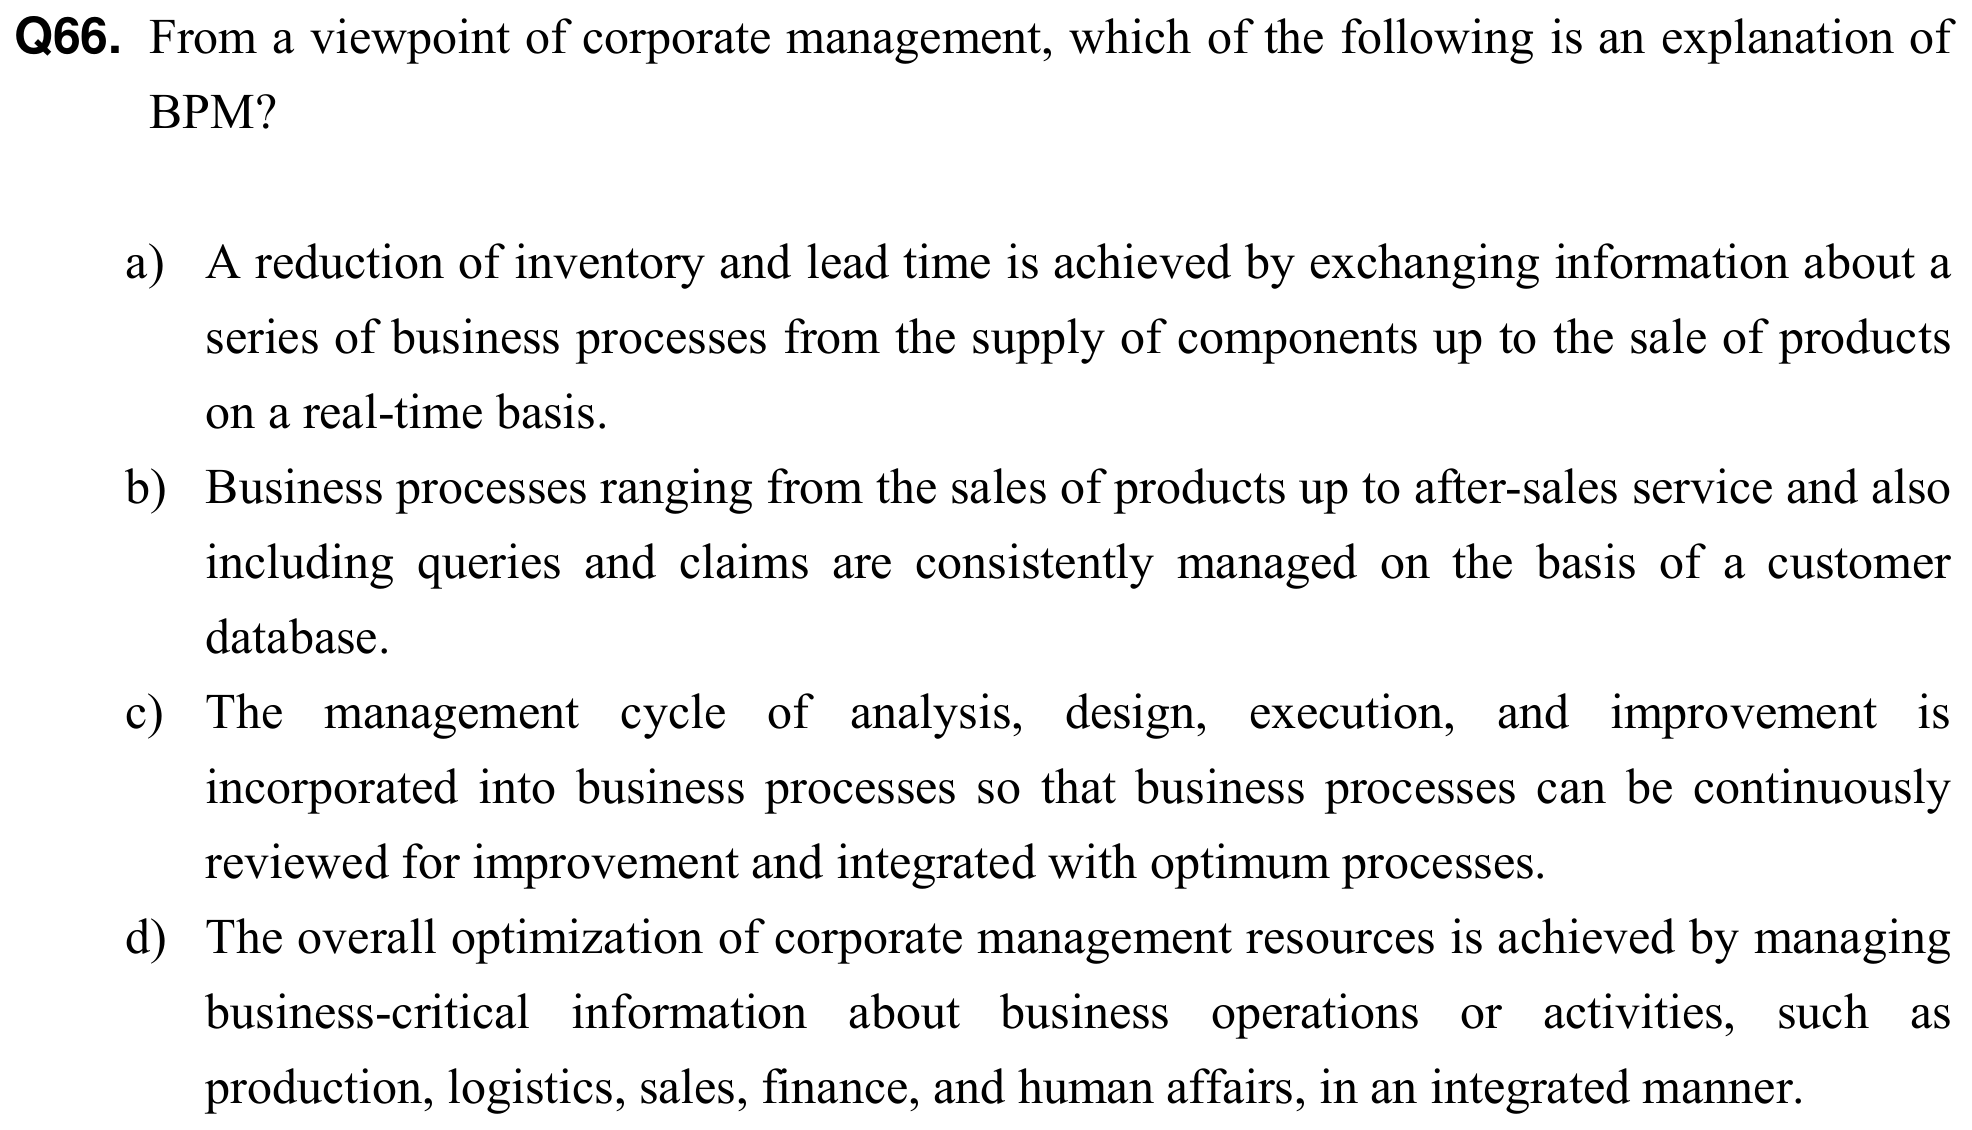 Q66. From a viewpoint of corporate management, which of the following is an explanation of
BPM?
a) A reduction of inventory and lead time is achieved by exchanging information about a
series of business processes from the supply of components up to the sale of products
on a real-time basis.
b) Business processes ranging from the sales of products up to after-sales service and also
including queries and claims are consistently managed on the basis of a customer
database.
c) The management cycle of analysis, design, execution, and improvement is
incorporated into business processes so that business processes can be continuously
reviewed for improvement and integrated with optimum processes.
d) The overall optimization of corporate management resources is achieved by managing
business-critical information about business operations or activities, such as
production, logistics, sales, finance, and human affairs, in an integrated manner.